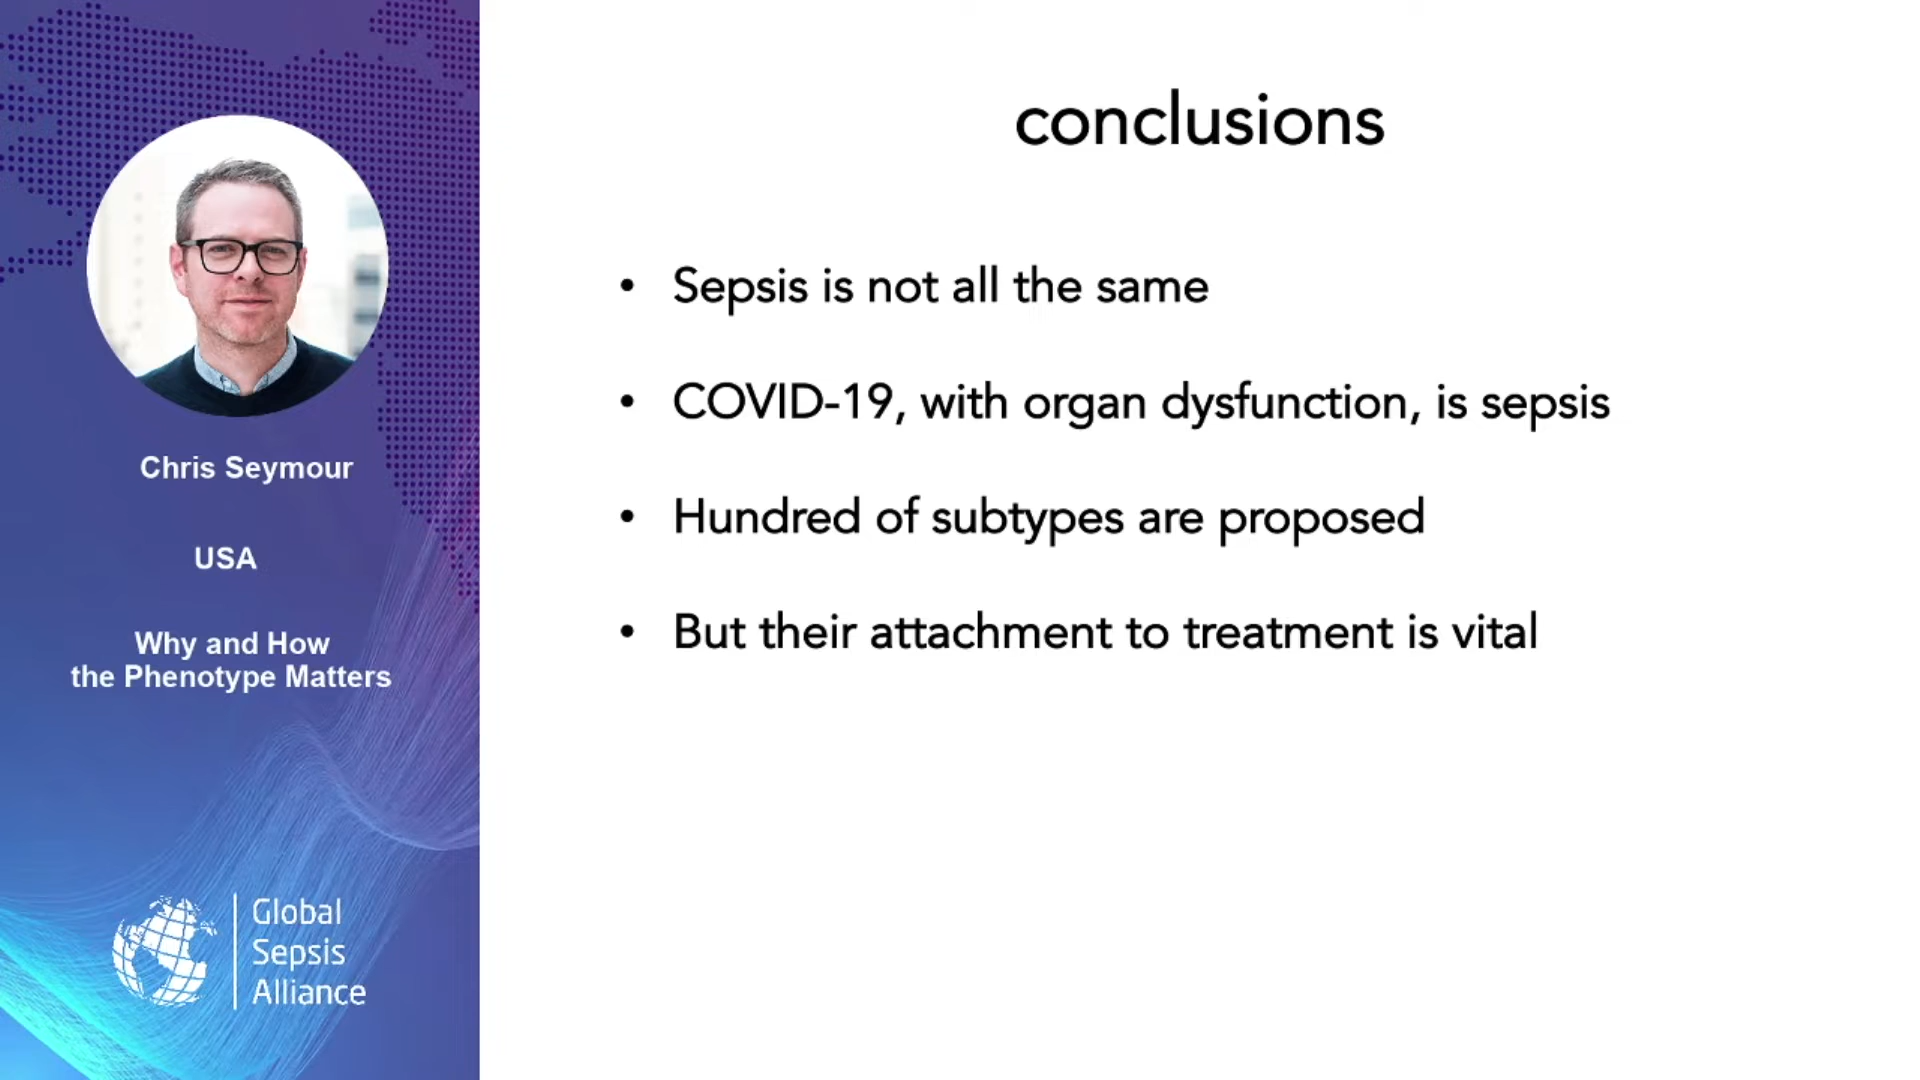 Chris Seymour
USA
Why and How
the Phenotype Matters
Global
Sepsis
Alliance
conclusions
• Sepsis is not all the same
• COVID-19, with organ dysfunction, is sepsis
• Hundred of subtypes are proposed
• But their attachment to treatment is vital